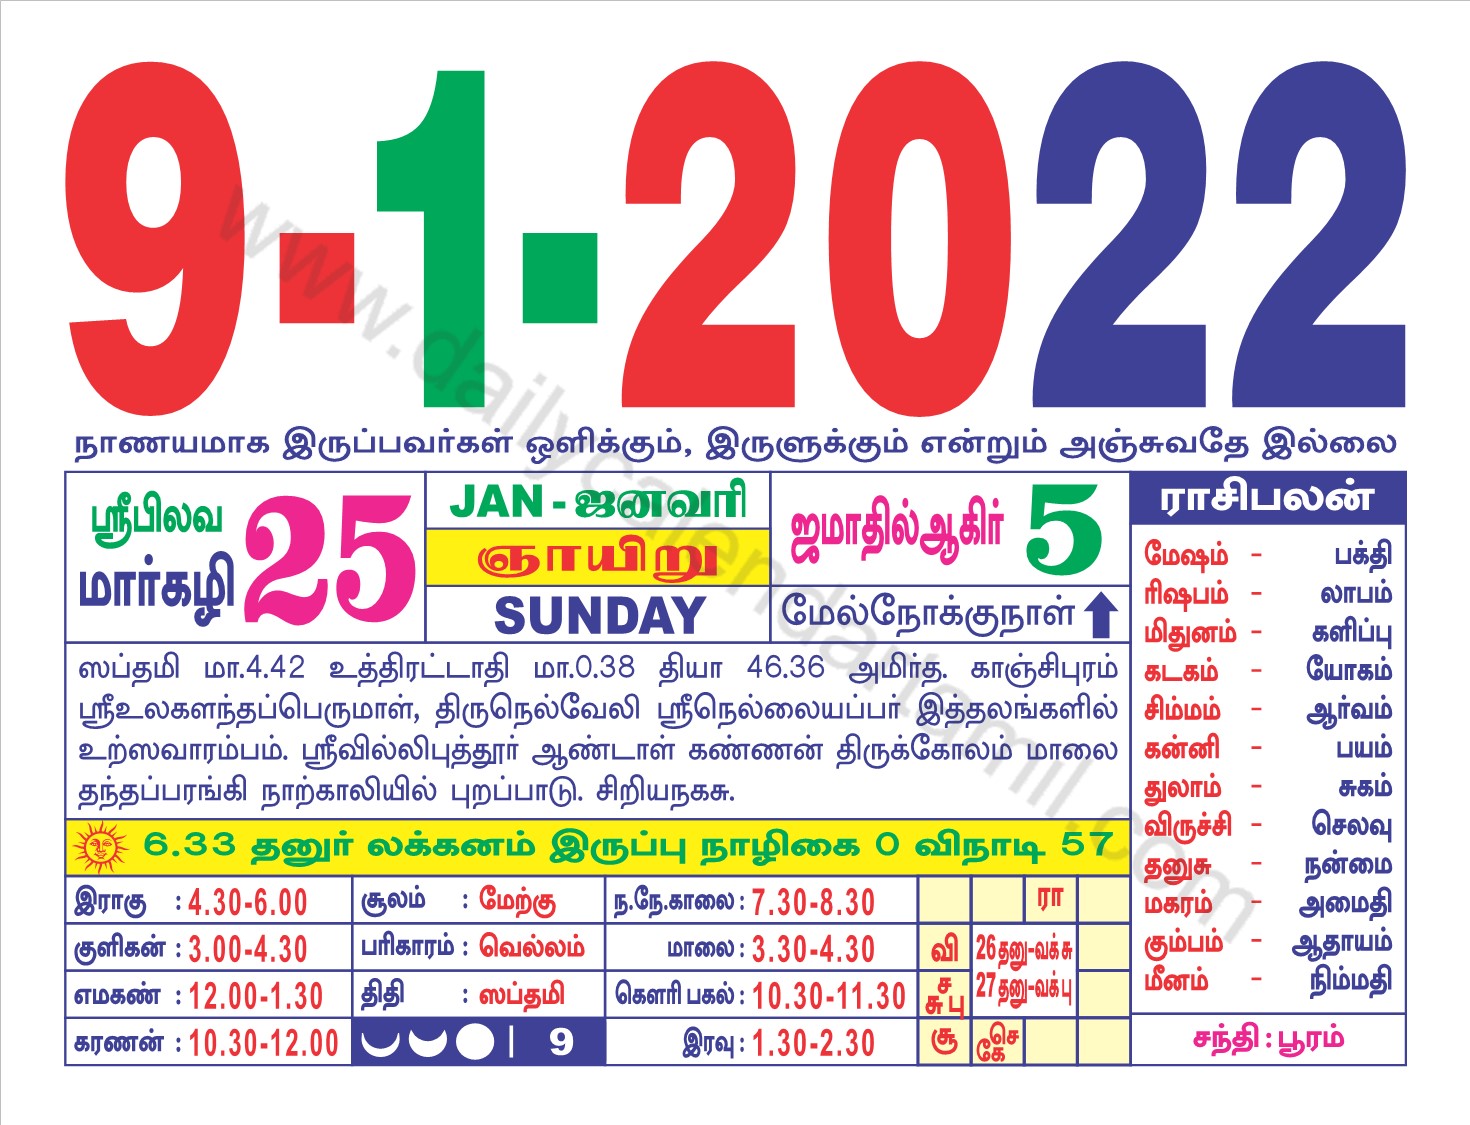 9-1-2022
நாணயமாக இருப்பவர்கள் ஒளிக்கும், இருளுக்கும் என்றும் அஞ்சுவதே இல்லை
ஸ்ரீபிலவ
மார்கழி 25
JAN - ஜனவரி
ஞாயிறு
SUNDAY
ஜமாதில்ஆகிர் 5
மேல்நோக்குநாள்
ஸப்தமி மா.4.42 உத்திரட்டாதி மா.0.38 தியா 46.36 அமிர்த. காஞ்சிபுரம்
ஸ்ரீஉலகளந்தப்பெருமாள், திருநெல்வேலி ஸ்ரீநெல்லையப்பர் இத்தலங்களில்
உற்ஸவாரம்பம். ஸ்ரீவில்லிபுத்தூர் ஆண்டாள் கண்ணன் திருக்கோலம் மாலை
தந்தப்பரங்கி நாற்காலியில் புறப்பாடு. சிறியநகசு.
6.33 தனுர் லக்கனம் இருப்பு நாழிகை 0 விநாடி 57
இராகு : 4.30-6.00
குளிகன் : 3.00-4.30
எமகண் : 12.00-1.30
கரணன் : 10.30-12.00
சூலம் : மேற்கு
பரிகாரம் : வெல்லம்
திதி : ஸப்தமி
9
ந.நே.காலை : 7.30-8.30
மாலை : 3.30-4.30
கௌரி பகல் : 10.30-11.30
இரவு : 1.30-2.30
ரா
வி
26 தனு-வக்சு
ச
சு பு
27 தனு-வக்பு
சூ
செ
கே
ராசிபலன்
மேஷம் - பக்தி
ரிஷபம் - லாபம்
மிதுனம் - களிப்பு
கடகம் - யோகம்
சிம்மம் - ஆர்வம்
கன்னி - பயம்
துலாம் - சுகம்
விருச்சி - செலவு
தனுசு - நன்மை
மகரம் - அமைதி
கும்பம் - ஆதாயம்
மீனம் - நிம்மதி
சந்தி : பூரம்
www.dailycalendartamil.com